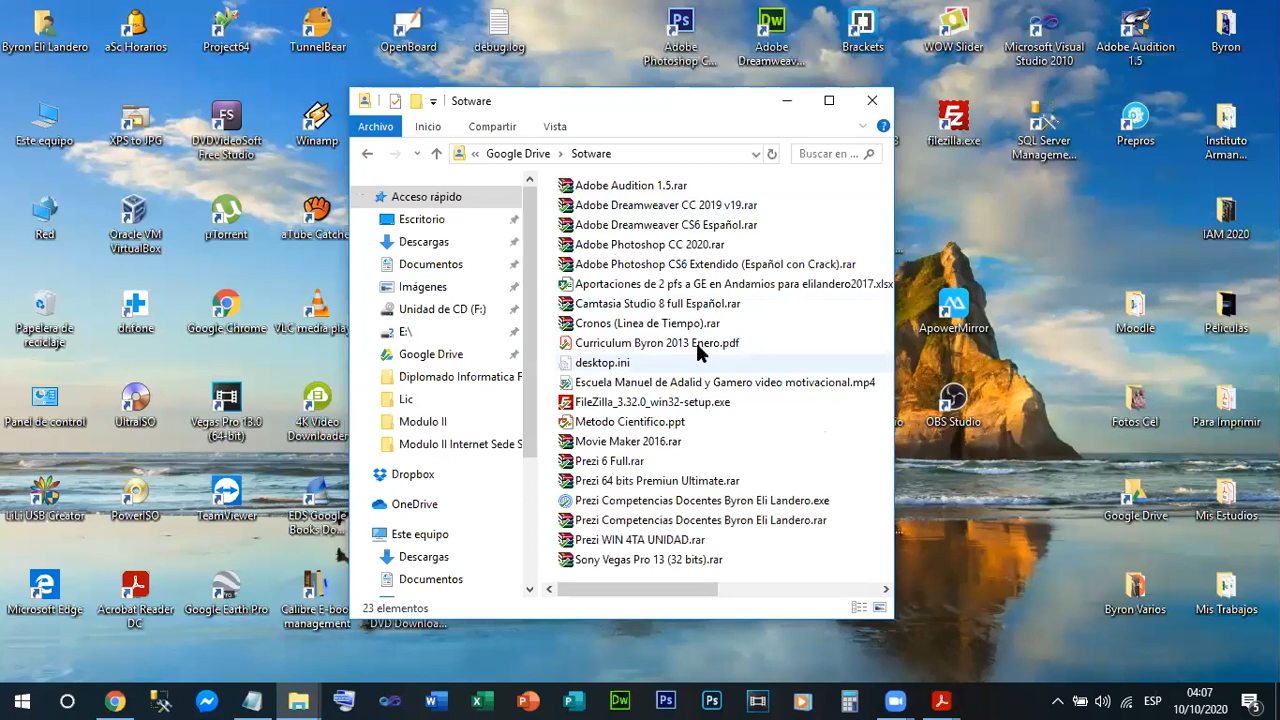 Byron Eli Landero
aSc Horarios
Project64
TunnelBear
OpenBoard
debug.log
Adobe
Photoshop C...
Adobe
Dreamweav...
Brackets
WOW Slider
Microsoft Visual
Studio 2010
Adobe Audition
1.5
Byron
Este equipo
XPS to JPG
FS
STUDIO
DVDVideoSoft
Free Studio
Winamp
filezilla.exe
SQL Server
Manageme...
Prepros
Instituto
Arman...
Red
Oracle VM
VirtualBox
µTorrent
aTube Catcher
IAM 2020
Papelera de
reciclaje
dr.fone
Google Chrome
VLC media play
ApowerMirror
Moodle
Peliculas
Panel de control
UltraISO
Vegas Pro 13.0
(64-bit)
4K Video
Downloader
OBS Studio
Fotos Cel
Para Imprimir
LiLi USB Creator
PowerISO
TeamViewer
EDS Google
Books Do...
Google Drive
Mis Estudios
Microsoft Edge
Acrobat Reader
DC
Google Earth Pro
Calibre E-boo
management
DVD Downloa...
Byron Varios
Mis Trabajos
Sotware
Archivo
Inicio
Compartir
Vista
« Google Drive > Sotware
Buscar en ...
Acceso rápido
Escritorio
Descargas
Documentos
Imágenes
Unidad de CD (F:)
E:\
Google Drive
Diplomado Informatica F
Lic
Modulo II
Modulo II Internet Sede S
Dropbox
OneDrive
Este equipo
Descargas
Documentos
Adobe Audition 1.5.rar
Adobe Dreamweaver CC 2019 v19.rar
Adobe Dreamweaver CS6 Español.rar
Adobe Photoshop CC 2020.rar
Adobe Photoshop CS6 Extendido (Español con Crack).rar
Aportaciones de 2 pfs a GE en Andamios para elilandero2017.xlsx
Camtasia Studio 8 full Español.rar
Cronos (Linea de Tiempo).rar
Curriculum Byron 2013 Enero.pdf
desktop.ini
Escuela Manuel de Adalid y Gamero video motivacional.mp4
FileZilla_3.32.0_win32-setup.exe
Metodo Cientifico.ppt
Movie Maker 2016.rar
Prezi 6 Full.rar
Prezi 64 bits Premiun Ultimate.rar
Prezi Competencias Docentes Byron Eli Landero.exe
Prezi Competencias Docentes Byron Eli Landero.rar
Prezi WIN 4TA UNIDAD.rar
Sony Vegas Pro 13 (32 bits).rar
23 elementos
ESP
04:07
10/10/2020
5